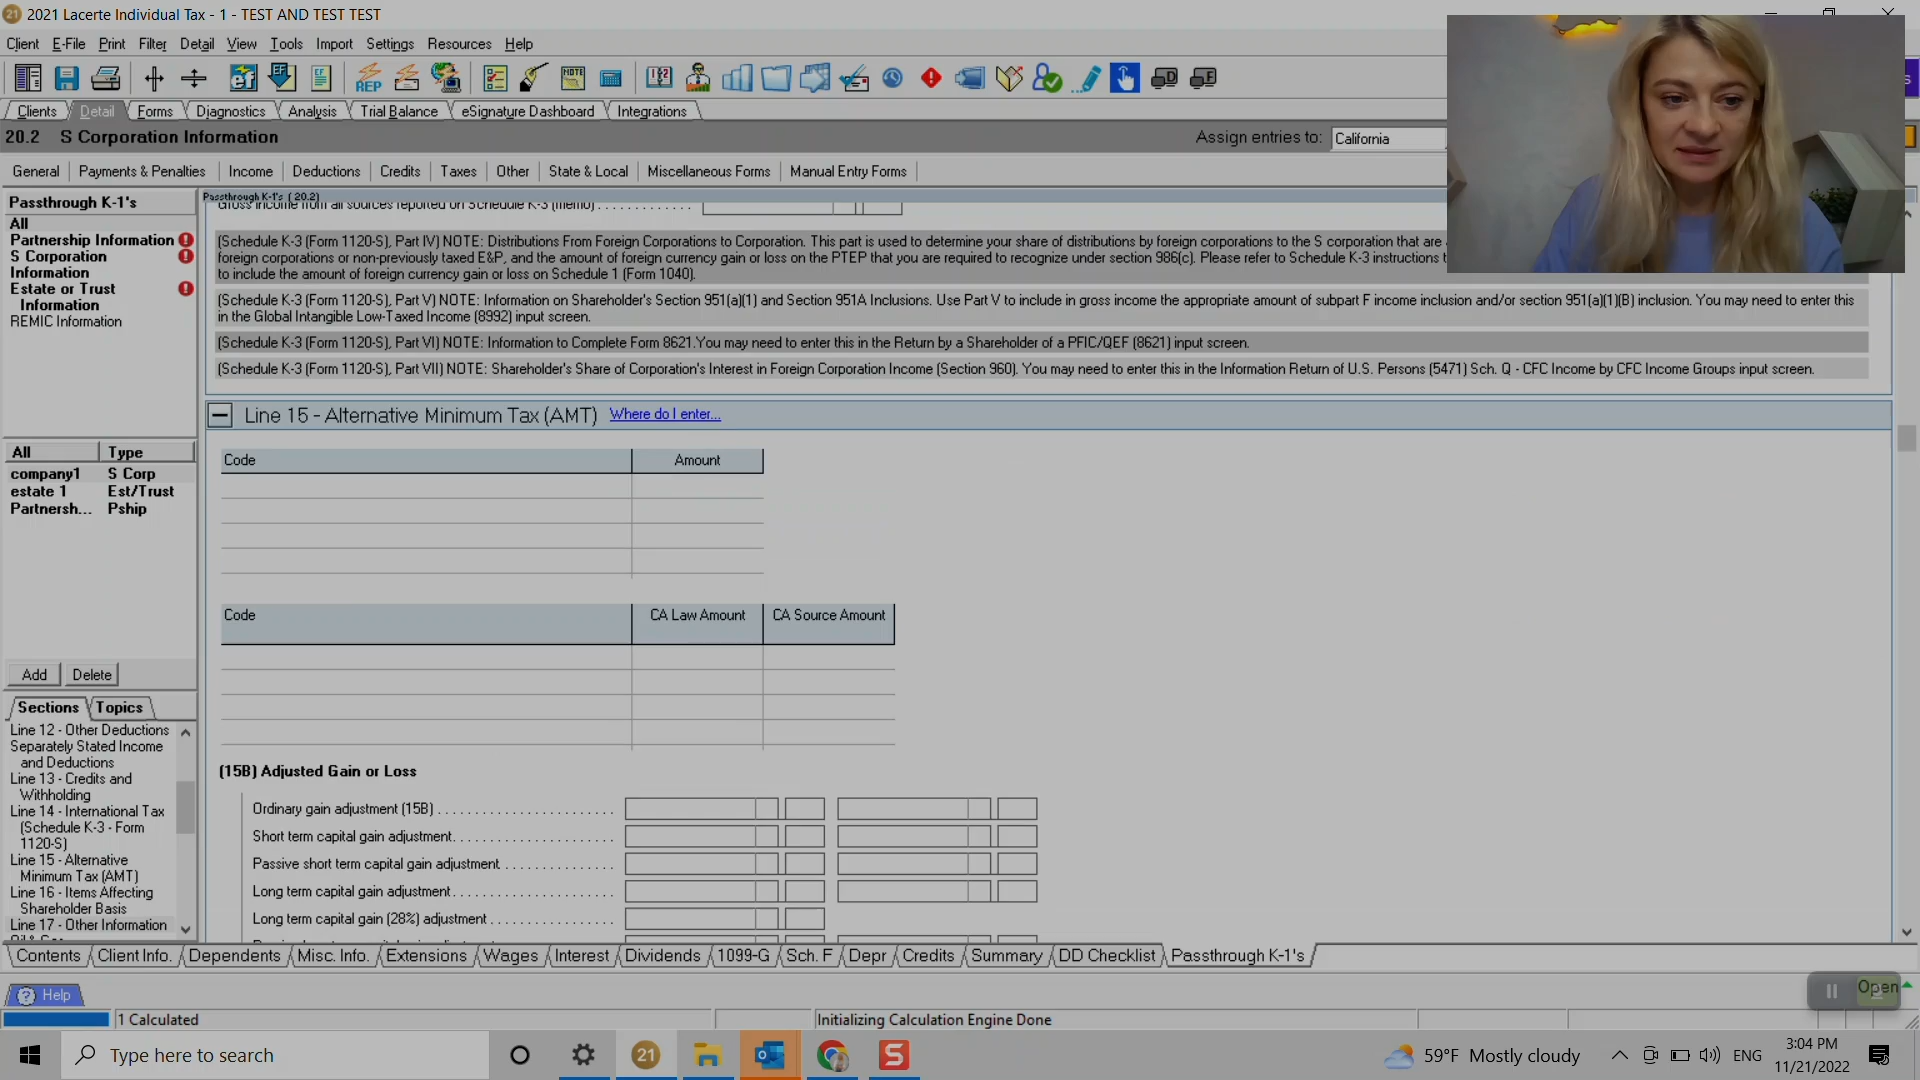 2021 Lacerte Individual Tax - 1 - TEST AND TEST TEST
Client E-File Print Filter Detail View Tools Import Settings Resources Help
Clients Detail Forms Diagnostics Analysis Trial Balance eSignature Dashboard Integrations
20.2 S Corporation Information
Assign entries to: California
General Payments & Penalties Income Deductions Credits Taxes Other State & Local Miscellaneous Forms Manual Entry Forms
Passthrough K-1's
Passthrough K-1's (20.2)
All
Partnership Information
S Corporation
Information
Estate or Trust
Information
REMIC Information
Gross income from all sources reported on Schedule K-3 (memo)
(Schedule K-3 (Form 1120-S), Part IV) NOTE: Distributions From Foreign Corporations to Corporation. This part is used to determine your share of distributions by foreign corporations to the S corporation that are
foreign corporations or non-previously taxed E&P, and the amount of foreign currency gain or loss on the PTEP that you are required to recognize under section 986(c). Please refer to Schedule K-3 instructions t
to include the amount of foreign currency gain or loss on Schedule 1 (Form 1040).
(Schedule K-3 (Form 1120-S), Part V) NOTE: Information on Shareholder's Section 951(a)(1) and Section 951A Inclusions. Use Part V to include in gross income the appropriate amount of subpart F income inclusion and/or section 951(a)(1)(B) inclusion. You may need to enter this
in the Global Intangible Low-Taxed Income (8992) input screen.
(Schedule K-3 (Form 1120-S), Part VI) NOTE: Information to Complete Form 8621.You may need to enter this in the Return by a Shareholder of a PFIC/QEF (8621) input screen.
(Schedule K-3 (Form 1120-S), Part VII) NOTE: Shareholder's Share of Corporation's Interest in Foreign Corporation Income (Section 960). You may need to enter this in the Information Return of U.S. Persons (5471) Sch. Q - CFC Income by CFC Income Groups input screen.
Line 15 - Alternative Minimum Tax (AMT) Where do I enter...
Code Amount
Code CA Law Amount CA Source Amount
(15B) Adjusted Gain or Loss
Ordinary gain adjustment (15B)
Short term capital gain adjustment
Passive short term capital gain adjustment
Long term capital gain adjustment
Long term capital gain (28%) adjustment
All Type
company1 S Corp
estate 1 Est/Trust
Partnersh... Pship
Add Delete
Sections Topics
Line 12 - Other Deductions
Separately Stated Income
and Deductions
Line 13 - Credits and
Withholding
Line 14 - International Tax
(Schedule K-3 - Form
1120-S)
Line 15 - Alternative
Minimum Tax (AMT)
Line 16 - Items Affecting
Shareholder Basis
Line 17 - Other Information
Contents Client Info. Dependents Misc. Info. Extensions Wages Interest Dividends 1099-G Sch. F Depr Credits Summary DD Checklist Passthrough K-1's
Help
Open
1 Calculated
Initializing Calculation Engine Done
Type here to search
21
S
59°F Mostly cloudy
ENG
3:04 PM
11/21/2022